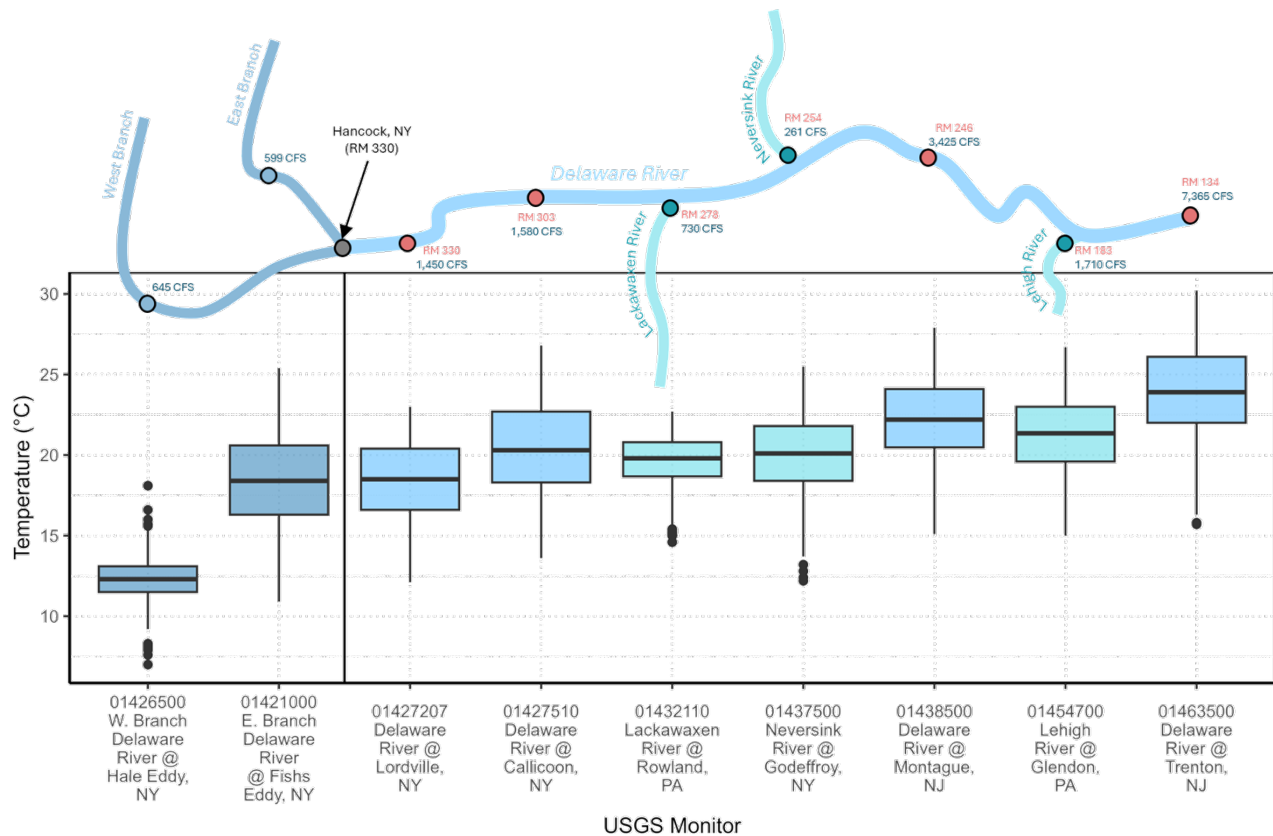 East Branch
West Branch
Neversink River
RM 254
261 CFS
RM 246
3,425 CFS
Hancock, NY
(RM 330)
599 CFS
Delaware River
RM 134
7,365 CFS
RM 303
1,580 CFS
RM 278
730 CFS
RM 330
1,450 CFS
Lackawaxen River
RM 183
1,710 CFS
Lehigh River
645 CFS
Temperature (°C)
30
25
20
15
10
01426500
W. Branch
Delaware
River @
Hale Eddy,
NY
01421000
E. Branch
Delaware
River
@ Fishs
Eddy, NY
01427207
Delaware
River @
Lordville,
NY
01427510
Delaware
River @
Callicoon,
NY
01432110
Lackawaxen
River @
Rowland,
PA
01437500
Neversink
River @
Godeffroy,
NY
01438500
Delaware
River @
Montague,
NJ
01454700
Lehigh
River @
Glendon,
PA
01463500
Delaware
River @
Trenton,
NJ
USGS Monitor